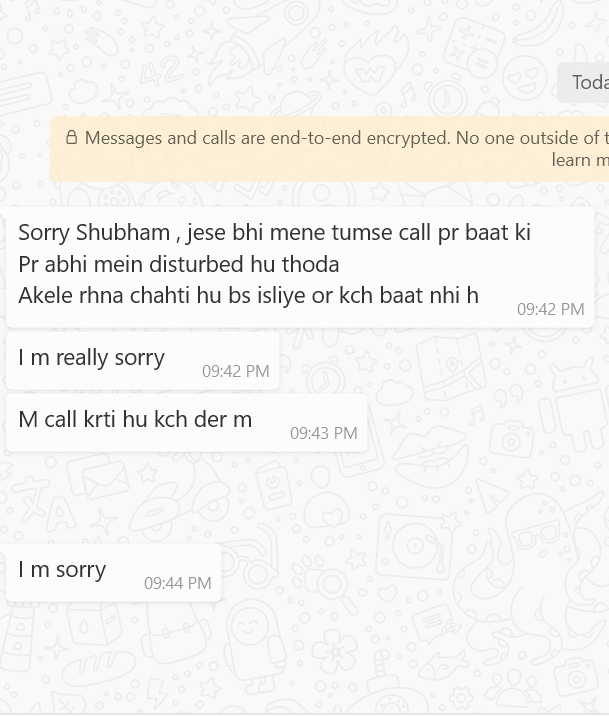 Toda
Messages and calls are end-to-end encrypted. No one outside of t
learn m
Sorry Shubham , jese bhi mene tumse call pr baat ki
Pr abhi mein disturbed hu thoda
Akele rhna chahti hu bs isliye or kch baat nhi h
09:42 PM
I m really sorry
09:42 PM
M call krti hu kch der m
09:43 PM
I m sorry
09:44 PM